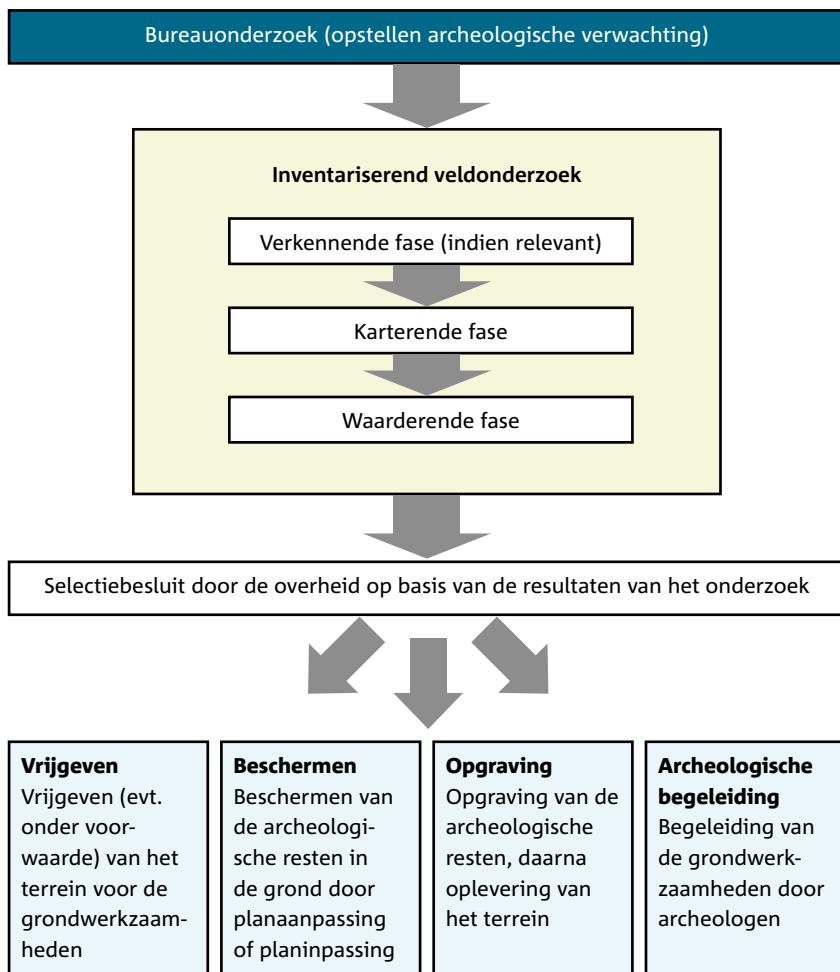 Bureauonderzoek (opstellen archeologische verwachting)
Inventariserend veldonderzoek
Verkennende fase (indien relevant)
Karterende fase
Waarderende fase
Selectiebesluit door de overheid op basis van de resultaten van het onderzoek
Vrijgeven
Vrijgeven (evt.
onder voor-
waarde) van het
terrein voor de
grondwerkzaam-
heden
Beschermen
Beschermen van
de archeologi-
sche resten in
de grond door
planaanpassing
of planinpassing
Opgraving
Opgraving van de
archeologische
resten, daarna
oplevering van
het terrein
Archeologische
begeleiding
Begeleiding van
de grondwerk-
zaamheden door
archeologen